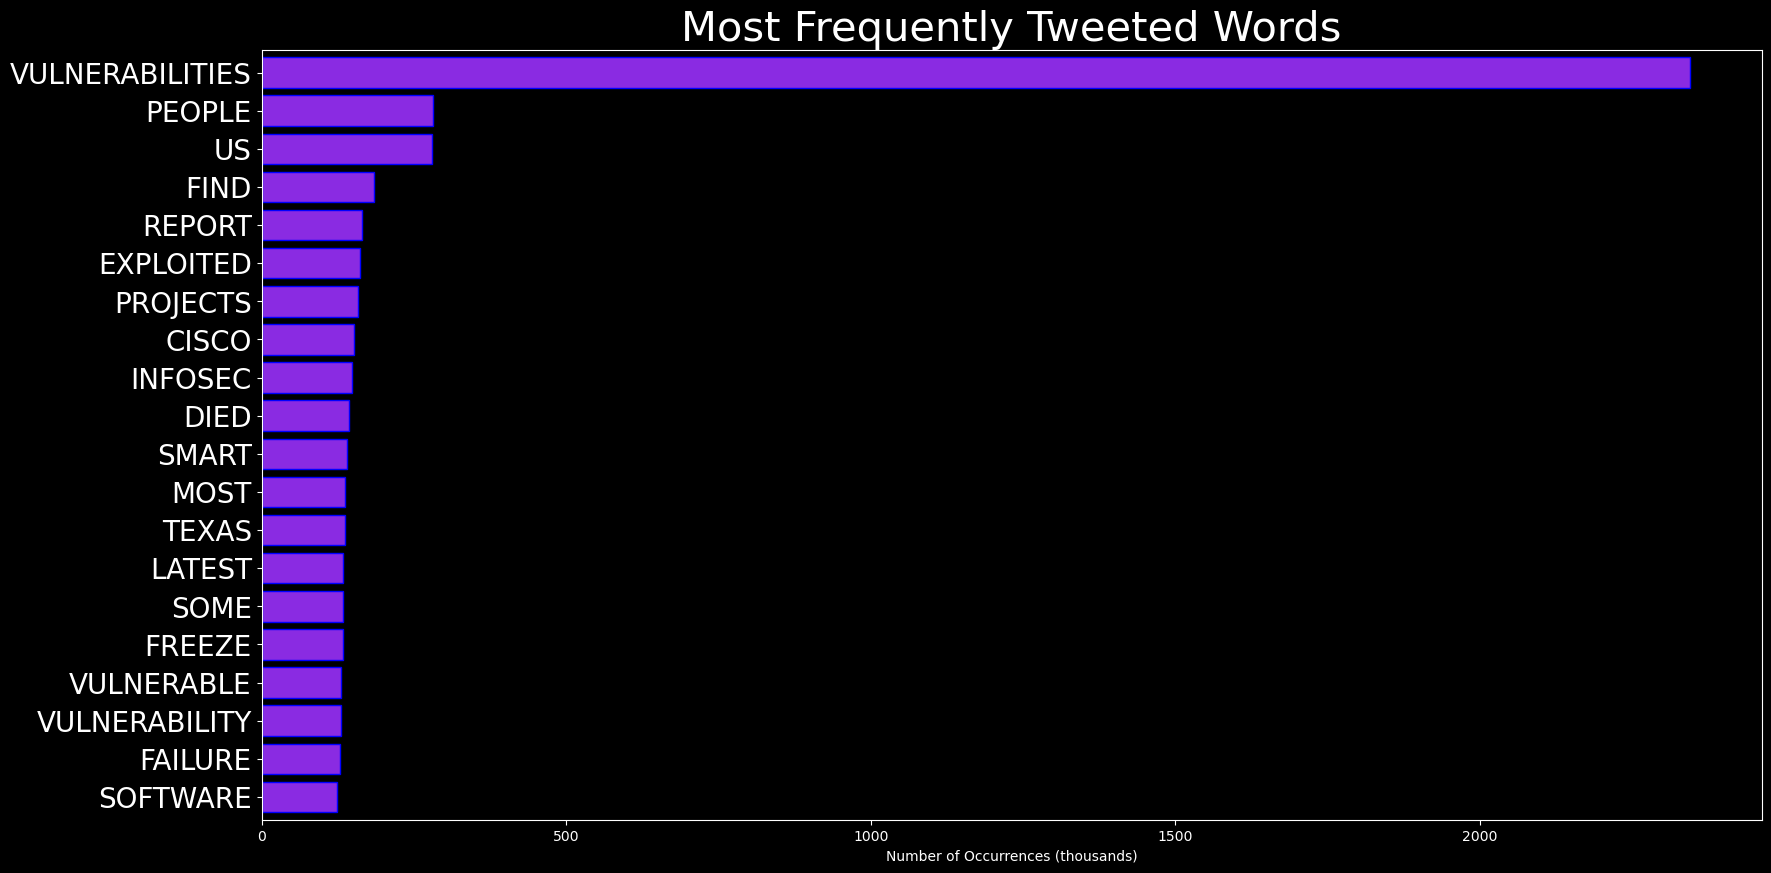 Most Frequently Tweeted Words
VULNERABILITIES
PEOPLE
US
FIND
REPORT
EXPLOITED
PROJECTS
CISCO
INFOSEC
DIED
SMART
MOST
TEXAS
LATEST
SOME
FREEZE
VULNERABLE
VULNERABILITY
FAILURE
SOFTWARE
0 500 1000 1500 2000
Number of Occurrences (thousands)